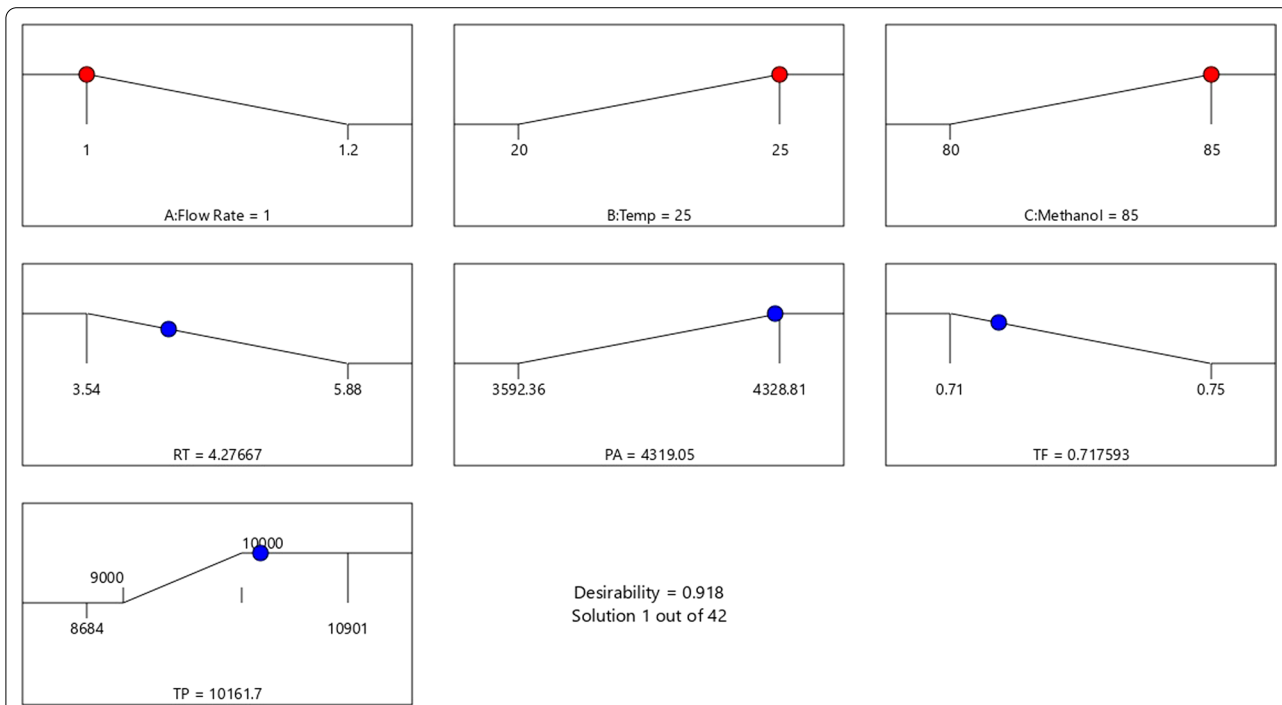 1 1.2
A:Flow Rate = 1
20 25
B:Temp = 25
80 85
C:Methanol = 85
3.54 5.88
RT = 4.27667
3592.36 4328.81
PA = 4319.05
0.71 0.75
TF = 0.717593
10000
9000
8684 10901
TP = 10161.7
Desirability = 0.918
Solution 1 out of 42